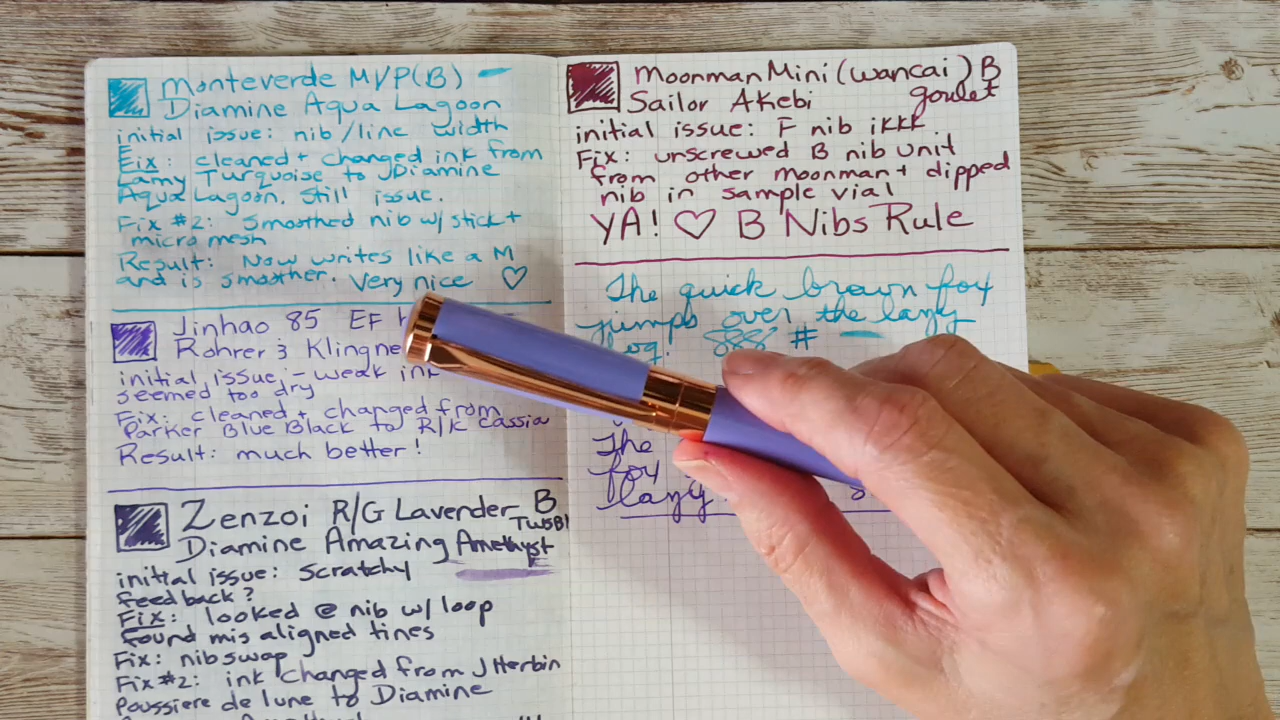 Monteverde M/P(B)
Diamine Aqua Lagoon
initial issue: nib/line width
Fix: cleaned + changed ink from
Lamy Turquoise to Diamine
Aqua Lagoon. Still issue.
Fix #2: Smoothed nib w/ stick +
micro mesh
Result: Now writes like a M
and is smoother. Very nice ♡
Jinhao 85 EF
Rohrer & Klingne
initial issue - weak ink
seemed too dry
Fix: cleaned + changed from
Parker Blue Black to R/K Cassia
Result: much better!
Zenzoi R/G Lavender B
TWSBI
Diamine Amazing Amethyst
initial issue: Scratchy
feedback?
Fix: looked @ nib w/ loop
found misaligned tines
Fix: nib swap
Fix #2: ink changed from J Herbin
Poussiere de lune to Diamine
Moonman Mini (wancai) B
Sailor Akebi goulet
initial issue: F nib ikkk
Fix: unscrewed B nib unit
from other moonman + dipped
nib in sample vial
YA! ♡ B Nibs Rule
The quick brown fox
jumps over the lazy
og. 888 #
The
fox
lazy